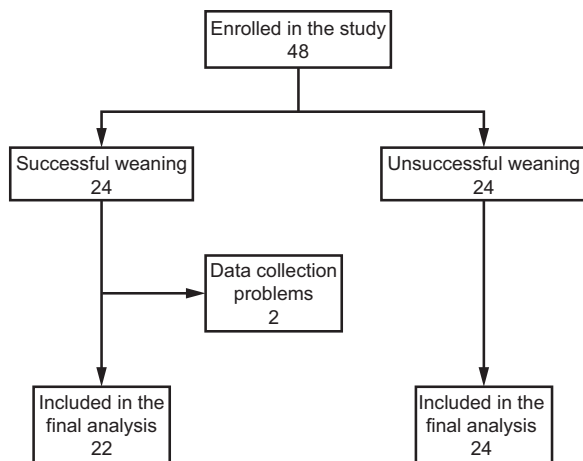 Enrolled in the study
48
Successful weaning
24
Unsuccessful weaning
24
Data collection
problems
2
Included in the
final analysis
22
Included in the
final analysis
24